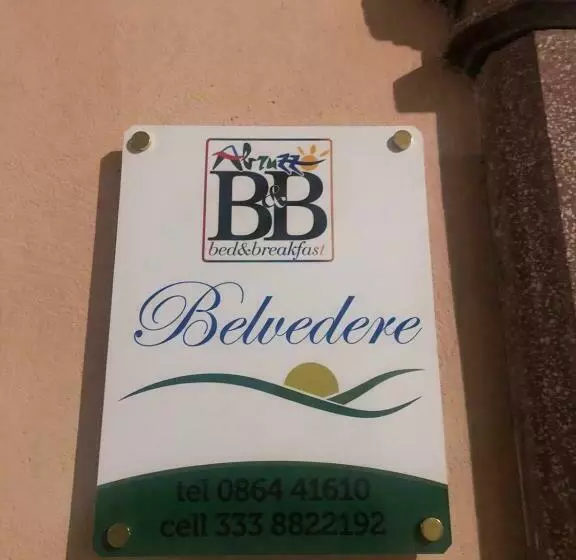 Abruzzo
B&B
bed&breakfast
Belvedere
tel 0864 41610
cell 333 8822192